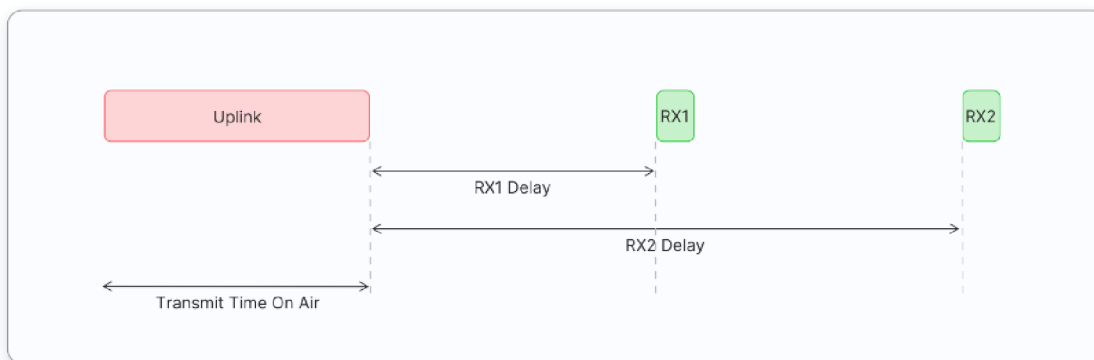 Uplink
RX1
RX2
RX1 Delay
RX2 Delay
Transmit Time On Air